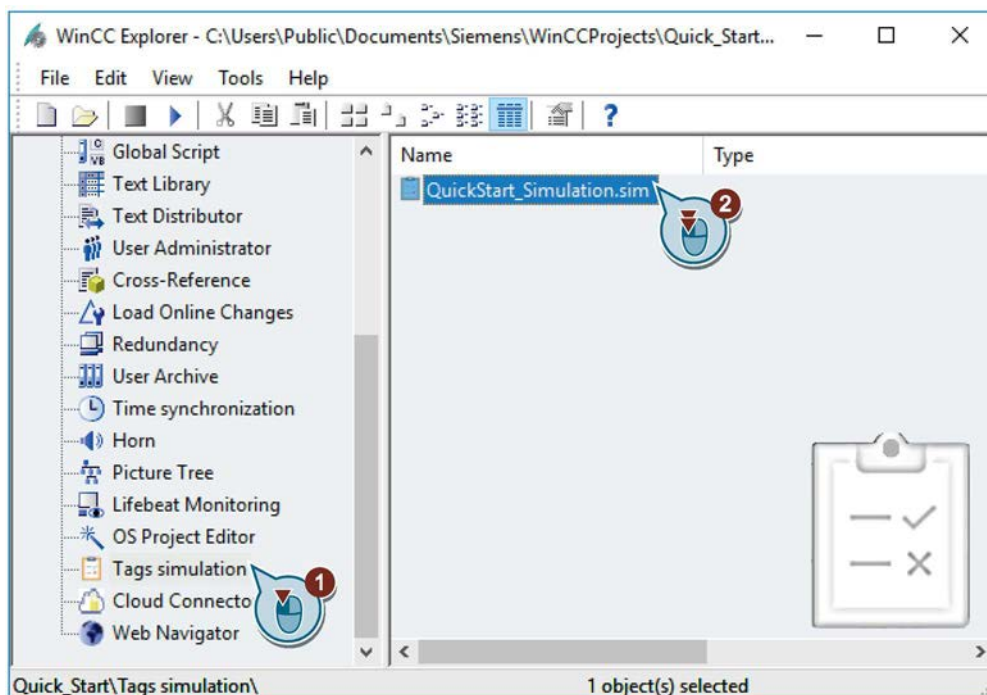 WinCC Explorer - C:\Users\Public\Documents\Siemens\WinCCProjects\Quick_Start...
File Edit View Tools Help
Name Type
Global Script
Text Library
Text Distributor
User Administrator
Cross-Reference
Load Online Changes
Redundancy
User Archive
Time synchronization
Horn
Picture Tree
Lifebeat Monitoring
OS Project Editor
Tags simulation
Cloud Connecto
Web Navigator
QuickStart_Simulation.sim
2
1
Quick_Start\Tags simulation\ 1 object(s) selected